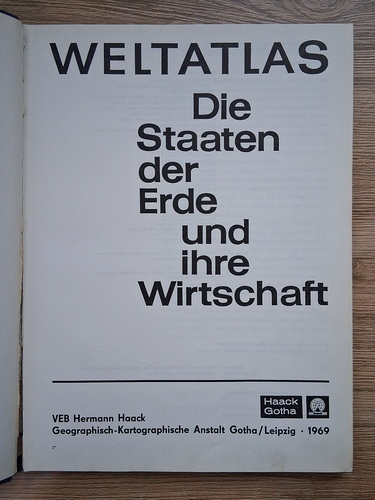 WELTATLAS
Die
Staaten
der
Erde
und
ihre
Wirtschaft
Haack
Gotha
VEB Hermann Haack
Geographisch-Kartographische Anstalt Gotha/Leipzig · 1969